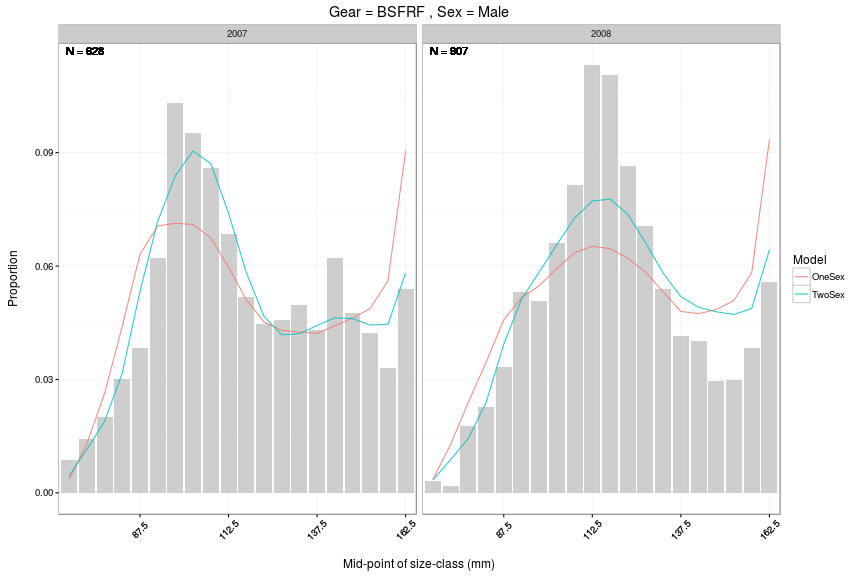 Gear = BSFRF , Sex = Male
2007 2008
N = 628 N = 907
Proportion
0.09
0.06
0.03
0.00
87.5 112.5 137.5 162.5 87.5 112.5 137.5 162.5
Mid-point of size-class (mm)
Model
OneSex
TwoSex